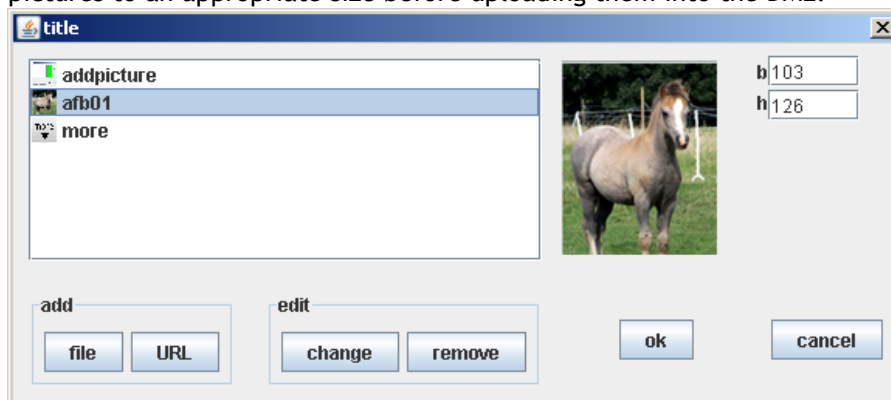 pictures to an appropriate size before uploading them into the
title
addpicture
afb01
more
b 103
h 126
add
edit
file
URL
change
remove
ok
cancel